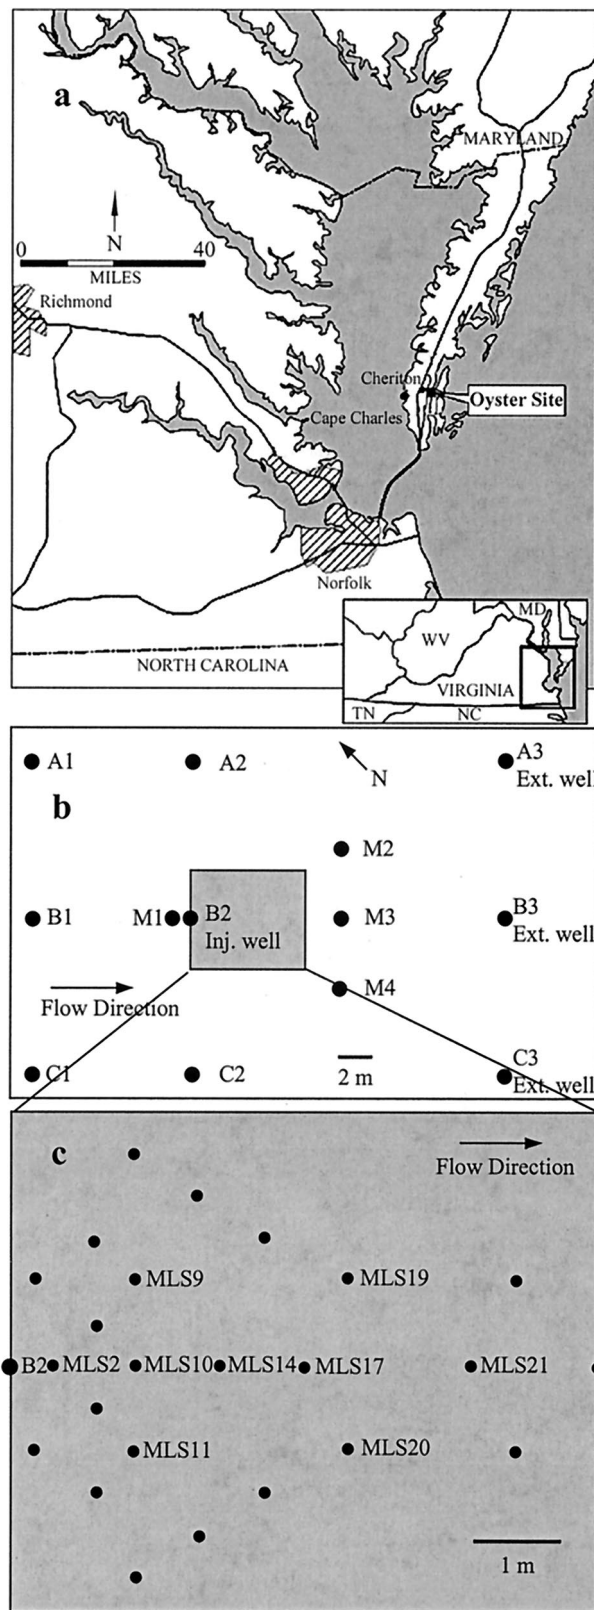 a
MARYLAND
N
0 40
MILES
Richmond
Cheriton
Oyster Site
Cape Charles
Norfolk
NORTH CAROLINA
MD
WV
VIRGINIA
TN NC
A1 A2 A3
Ext. well
N
b
M2
B1 M1 B2 M3 B3
Inj. well Ext. well
M4
Flow Direction
2 m
C1 C2 C3
Ext. well
c
Flow Direction
MLS9 MLS19
B2 MLS2 MLS10 MLS14 MLS17 MLS21
MLS11 MLS20
1 m